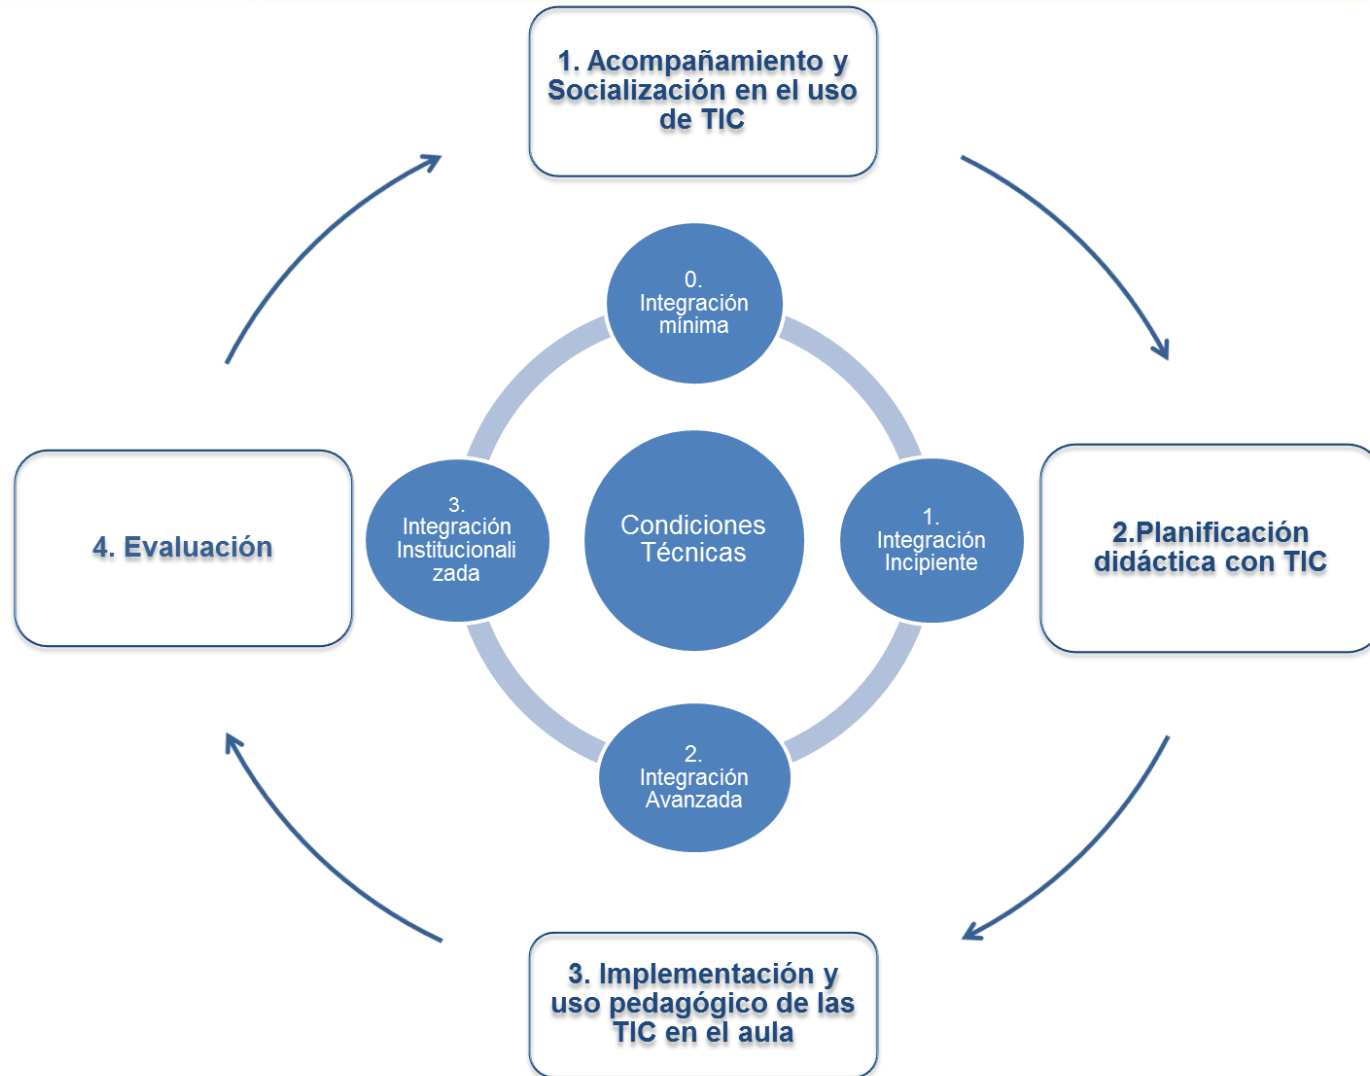 1. Acompañamiento y
Socialización en el uso
de TIC
0.
Integración
mínima
4. Evaluación
3.
Integración
Institucionali
zada
Condiciones
Técnicas
1.
Integración
Incipiente
2.Planificación
didáctica con TIC
2.
Integración
Avanzada
3. Implementación y
uso pedagógico de las
TIC en el aula